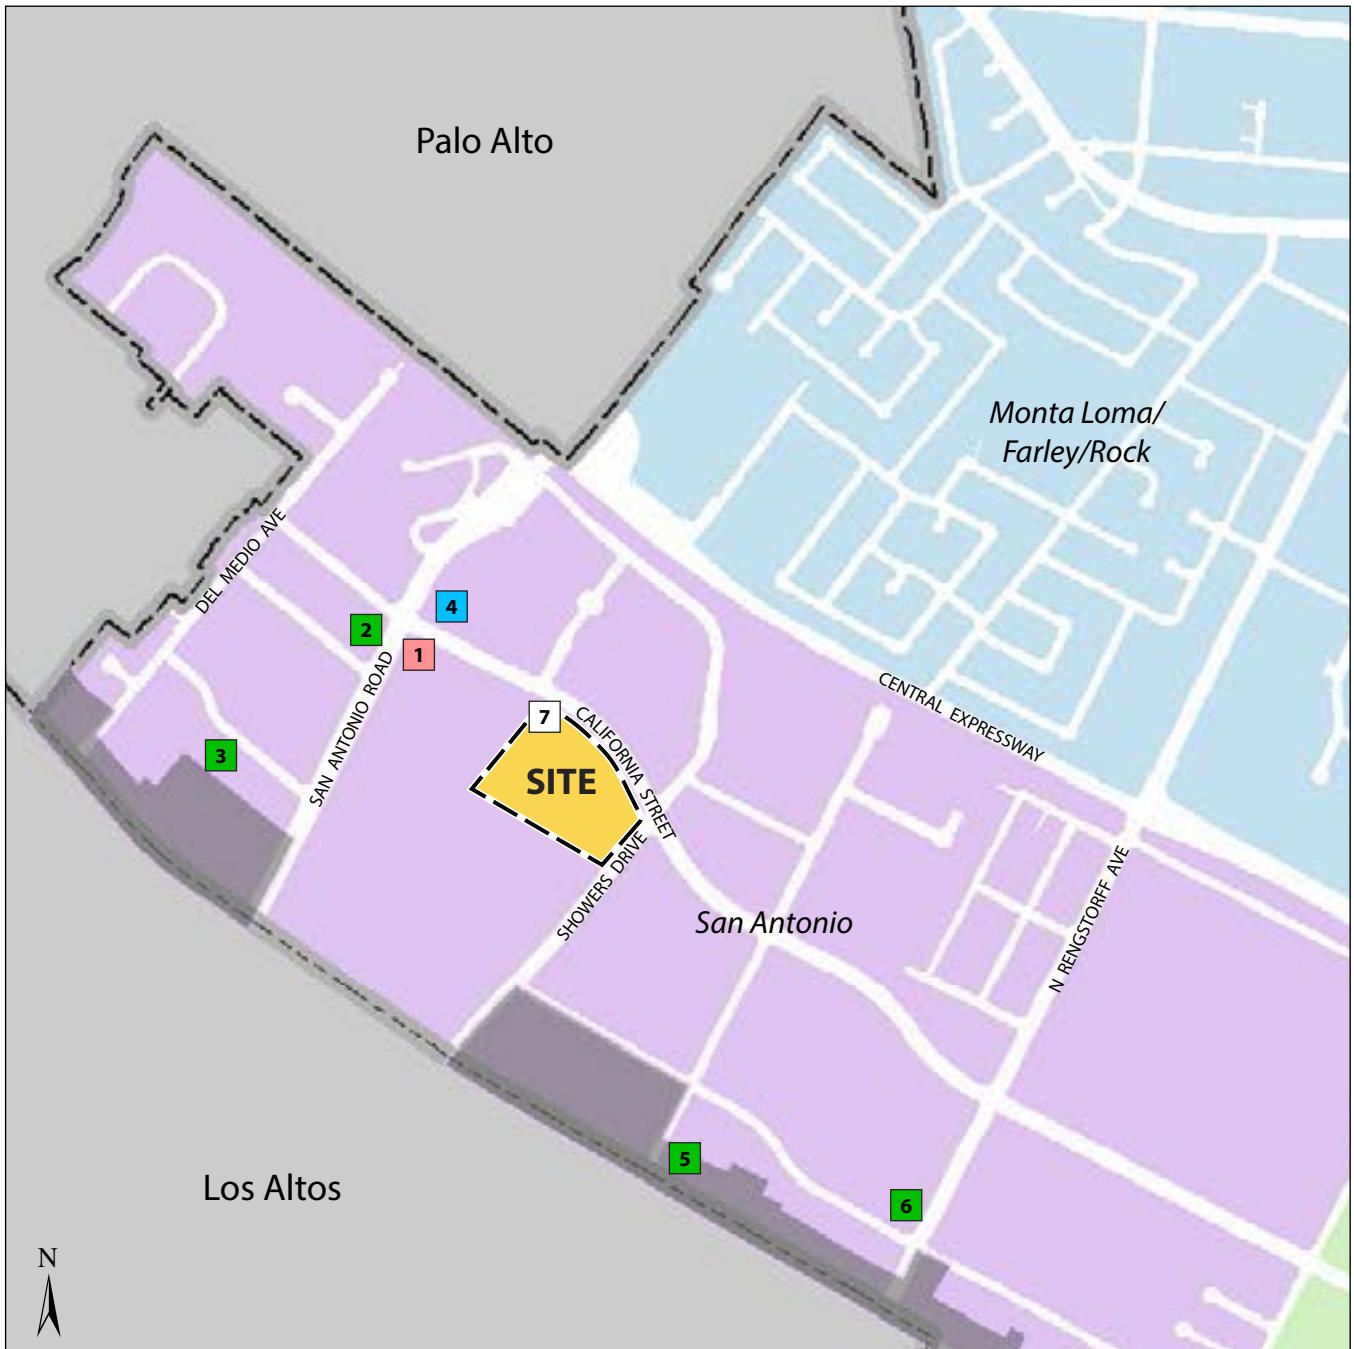 Palo Alto
Monta Loma/
Farley/Rock
DEL MEDIO AVE
4
2
1
SAN ANTONIO ROAD
CENTRAL EXPRESSWAY
7
CALIFORNIA STREET
3
SITE
SHOWERS DRIVE
N RENGSTORFF AVE
San Antonio
5
Los Altos
6
N